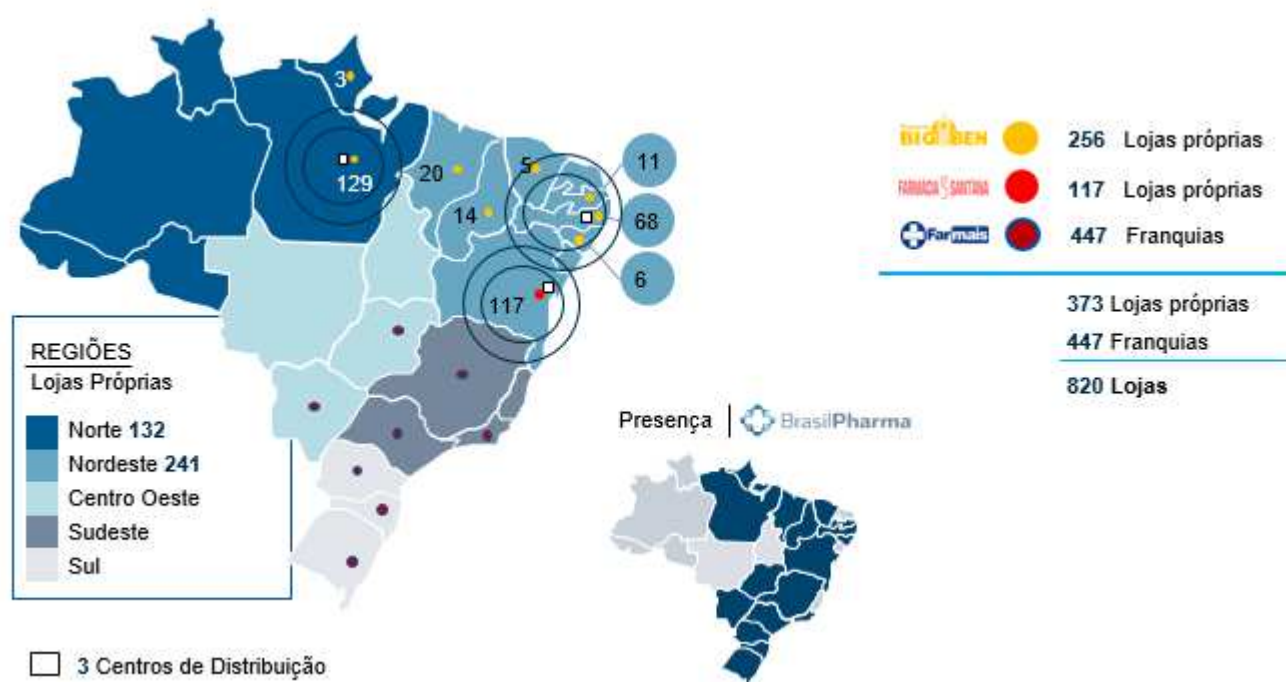 3
129
20
14
5
11
68
6
117
BIG BEN
256 Lojas próprias
FARMÁCIA SANTANA
117 Lojas próprias
Farmais
447 Franquias
373 Lojas próprias
447 Franquias
820 Lojas
REGIÕES
Lojas Próprias
Norte 132
Nordeste 241
Centro Oeste
Sudeste
Sul
Presença
BrasilPharma
3 Centros de Distribuição